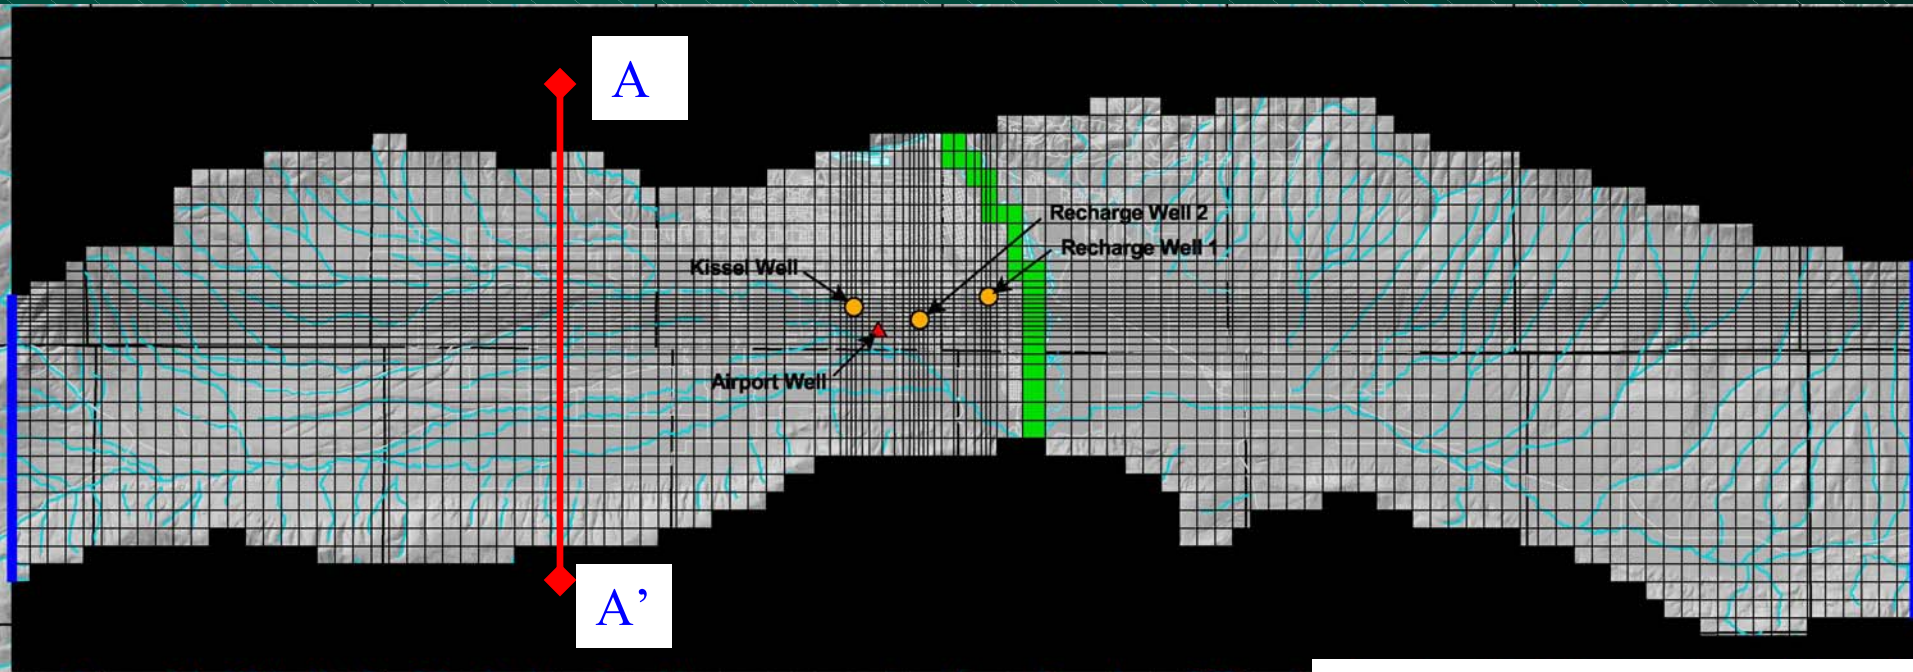 A
Recharge Well 2
Recharge Well 1
Kissel Well
Airport Well
A’